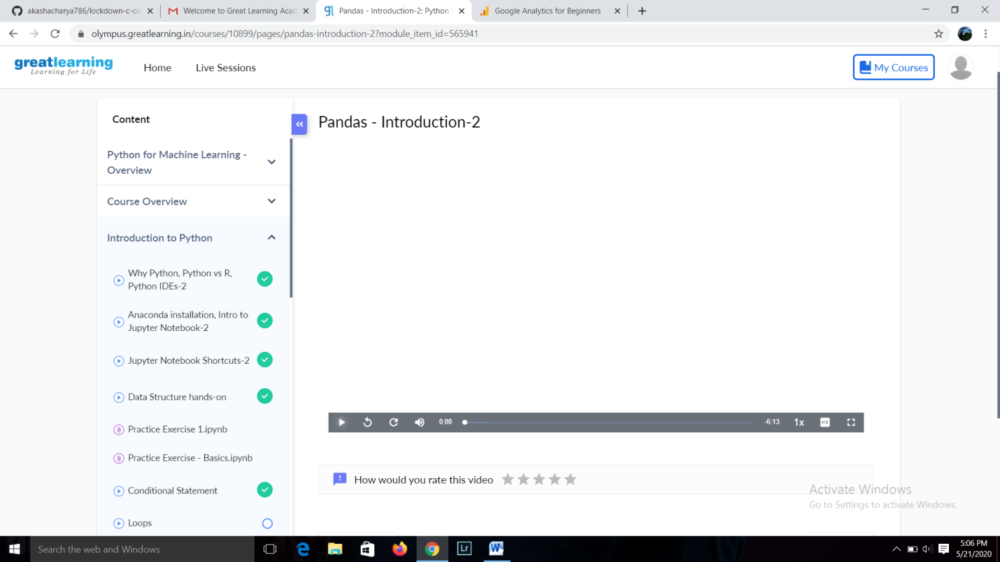 akashacharya786/lockdown-c-co
Welcome to Great Learning Acad
Pandas - Introduction-2: Python
Google Analytics for Beginners
olympus.greatlearning.in/courses/10899/pages/pandas-introduction-2?module_item_id=565941
greatlearning
Learning for Life
Home
Live Sessions
My Courses
Content
Python for Machine Learning -
Overview
Course Overview
Introduction to Python
Why Python, Python vs R,
Python IDEs-2
Anaconda installation, Intro to
Jupyter Notebook-2
Jupyter Notebook Shortcuts-2
Data Structure hands-on
Practice Exercise 1.ipynb
Practice Exercise - Basics.ipynb
Conditional Statement
Loops
Pandas - Introduction-2
0:00
-6:13
1x
HD
How would you rate this video
Activate Windows
Go to Settings to activate Windows.
Search the web and Windows
Lr
5:06 PM
5/21/2020